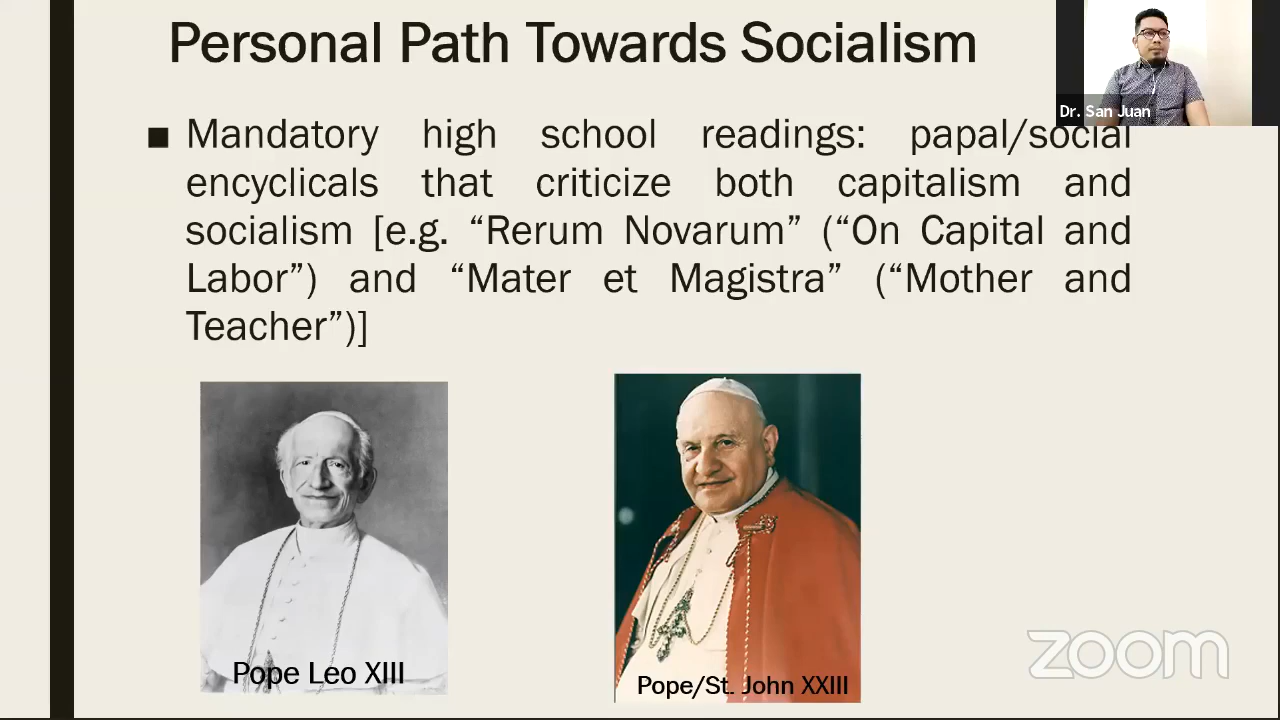 Personal Path Towards Socialism
Dr. San Juan
■ Mandatory high school readings: papal/social
encyclicals that criticize both capitalism and
socialism [e.g. “Rerum Novarum” (“On Capital and
Labor”) and “Mater et Magistra” (“Mother and
Teacher”)]
Pope Leo XIII
Pope/St. John XXIII
zoom